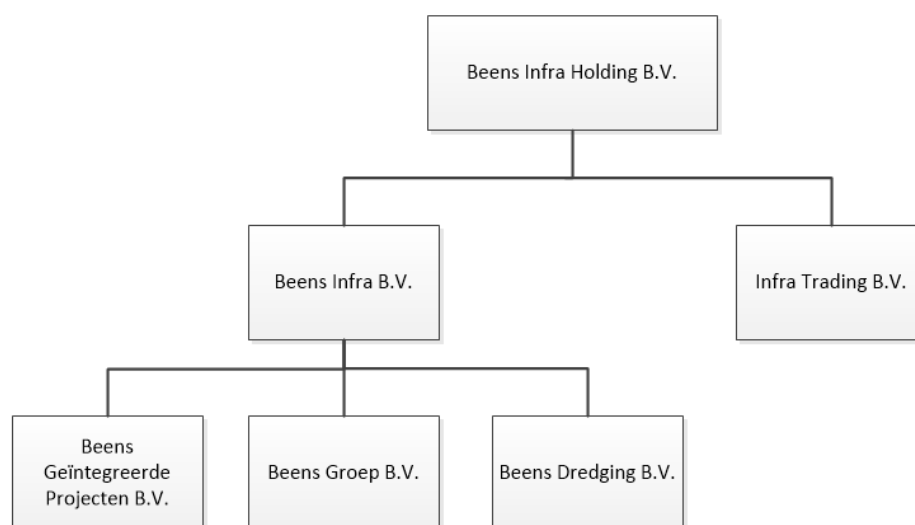 Beens Infra Holding B.V.
Beens Infra B.V.
Infra Trading B.V.
Beens
Geïntegreerde
Projecten B.V.
Beens Groep B.V.
Beens Dredging B.V.